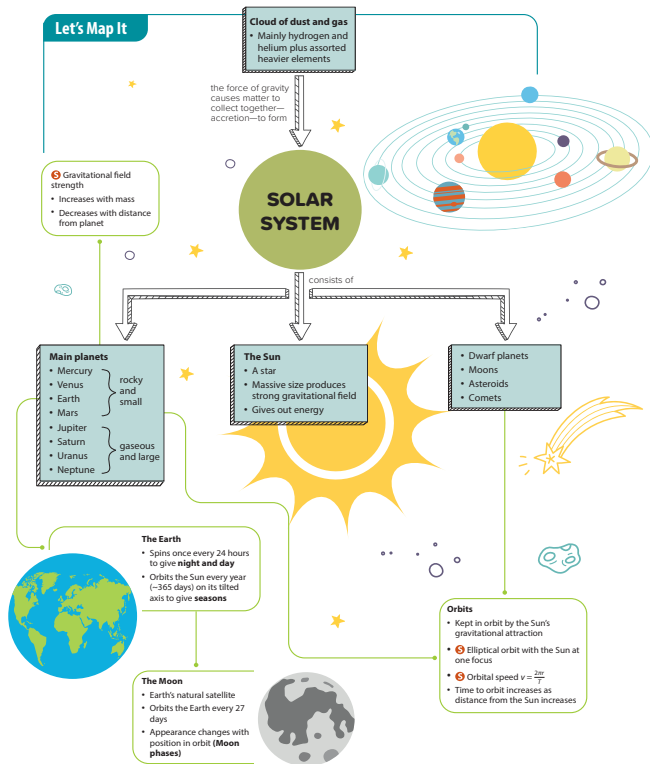 Let's Map It
Cloud of dust and gas
• Mainly hydrogen and
helium plus assorted
heavier elements
the force of gravity
causes matter to
collect together—
accretion—to form
S Gravitational field
strength
• Increases with mass
• Decreases with distance
from planet
SOLAR
SYSTEM
consists of
Main planets
• Mercury
• Venus
• Earth
• Mars
rocky
and
small
• Jupiter
• Saturn
• Uranus
• Neptune
gaseous
and large
The Sun
• A star
• Massive size produces
strong gravitational field
• Gives out energy
• Dwarf planets
• Moons
• Asteroids
• Comets
The Earth
• Spins once every 24 hours
to give night and day
• Orbits the Sun every year
(~365 days) on its tilted
axis to give seasons
The Moon
• Earth's natural satellite
• Orbits the Earth every 27
days
• Appearance changes with
position in orbit (Moon
phases)
Orbits
• Kept in orbit by the Sun's
gravitational attraction
• S Elliptical orbit with the Sun at
one focus
• S Orbital speed v = 2πr/T
• Time to orbit increases as
distance from the Sun increases